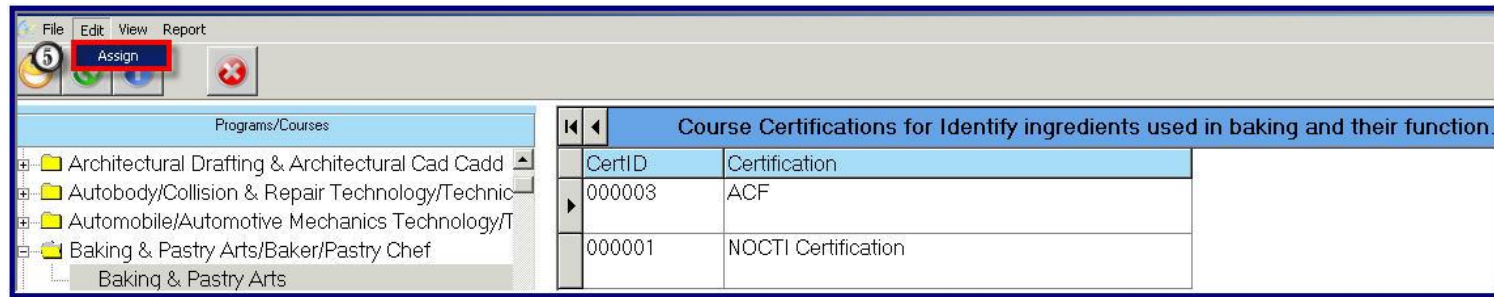 File Edit View Report
5 Assign
Programs/Courses
Course Certifications for Identify ingredients used in baking and their function.
Architectural Drafting & Architectural Cad Cadd
Autobody/Collision & Repair Technology/Technic
Automobile/Automotive Mechanics Technology/T
Baking & Pastry Arts/Baker/Pastry Chef
Baking & Pastry Arts
CertID Certification
000003 ACF
000001 NOCTI Certification